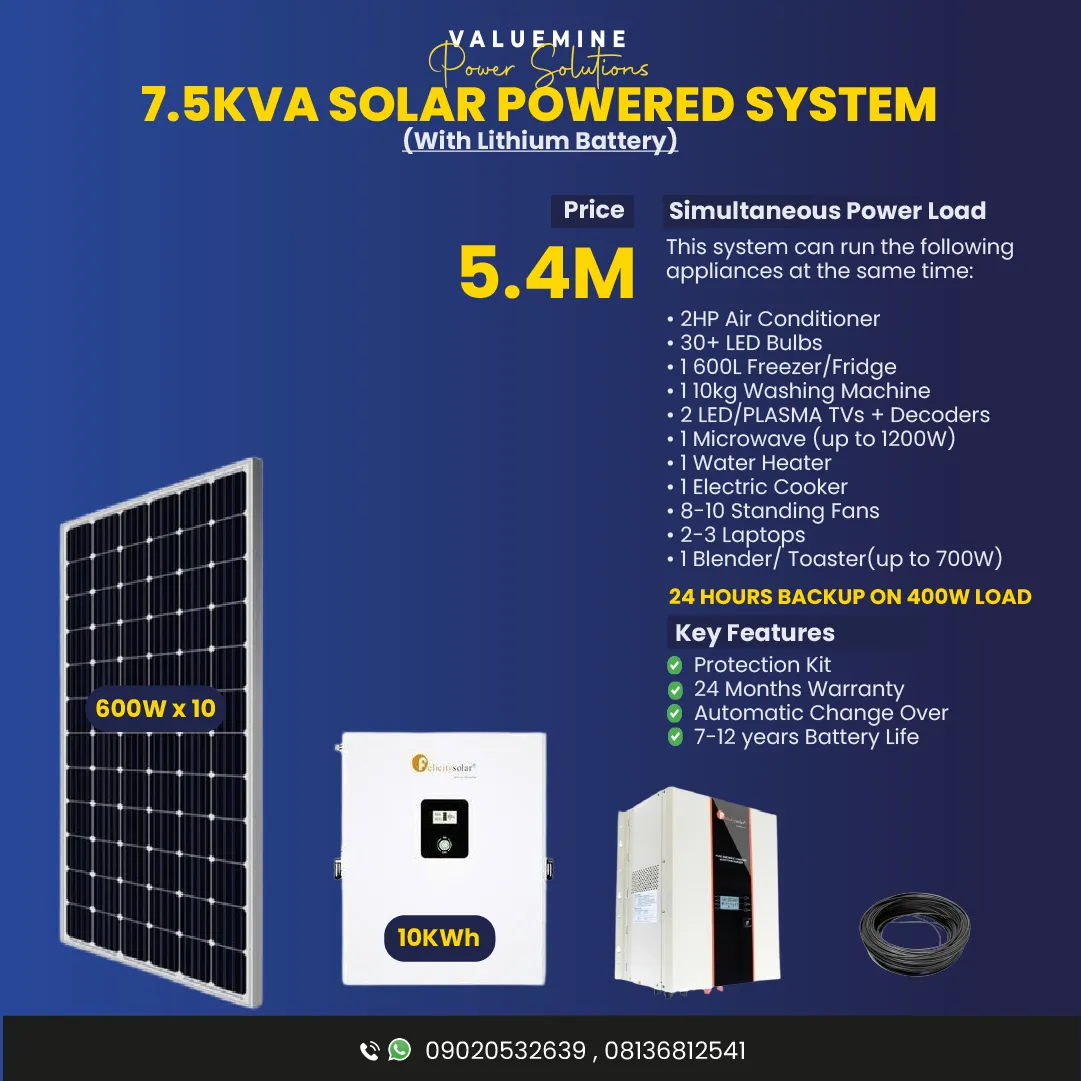 VALUEMINE
Power Solutions
7.5KVA SOLAR POWERED SYSTEM
(With Lithium Battery)
Price
5.4M
Simultaneous Power Load
This system can run the following
appliances at the same time:
• 2HP Air Conditioner
• 30+ LED Bulbs
• 1 600L Freezer/Fridge
• 1 10kg Washing Machine
• 2 LED/PLASMA TVs + Decoders
• 1 Microwave (up to 1200W)
• 1 Water Heater
• 1 Electric Cooker
• 8-10 Standing Fans
• 2-3 Laptops
• 1 Blender/ Toaster(up to 700W)
24 HOURS BACKUP ON 400W LOAD
Key Features
Protection Kit
24 Months Warranty
Automatic Change Over
7-12 years Battery Life
600W x 10
Felicitysolar®
10KWh
Felicitysolar®
09020532639 , 08136812541